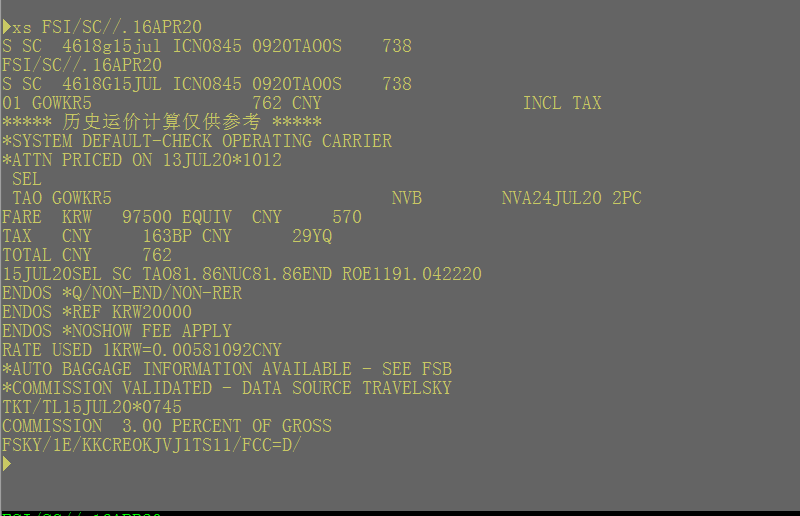 ▶xs FSI/SC//.16APR20
S SC  4618g15jul ICN0845 0920TAO0S    738
FSI/SC//.16APR20
S SC  4618G15JUL ICN0845 0920TAO0S    738
01 GOWKR5                762 CNY                    INCL TAX
***** 历史运价计算仅供参考 *****
*SYSTEM DEFAULT-CHECK OPERATING CARRIER
*ATTN PRICED ON 13JUL20*1012
 SEL
 TAO GOWKR5                            NVB        NVA24JUL20 2PC
FARE  KRW   97500 EQUIV  CNY     570
TAX   CNY     163BP CNY      29YQ
TOTAL CNY     762
15JUL20SEL SC TAO81.86NUC81.86END ROE1191.042220
ENDOS *Q/NON-END/NON-RER
ENDOS *REF KRW20000
ENDOS *NOSHOW FEE APPLY
RATE USED 1KRW=0.00581092CNY
*AUTO BAGGAGE INFORMATION AVAILABLE - SEE FSB
*COMMISSION VALIDATED - DATA SOURCE TRAVELSKY
TKT/TL15JUL20*0745
COMMISSION  3.00 PERCENT OF GROSS
FSKY/1E/KKCREOKJVJ1TS11/FCC=D/
▶
FSI/SC//.16APR20